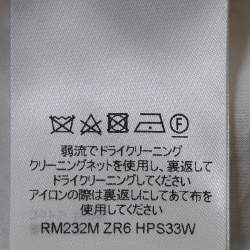 F
弱流でドライクリーニング
クリーニングネットを使用し、裏返して
ドライクリーニングしてください
アイロンの際は裏返しにしてあて布を
使用してください
RM232M ZR6 HPS33W